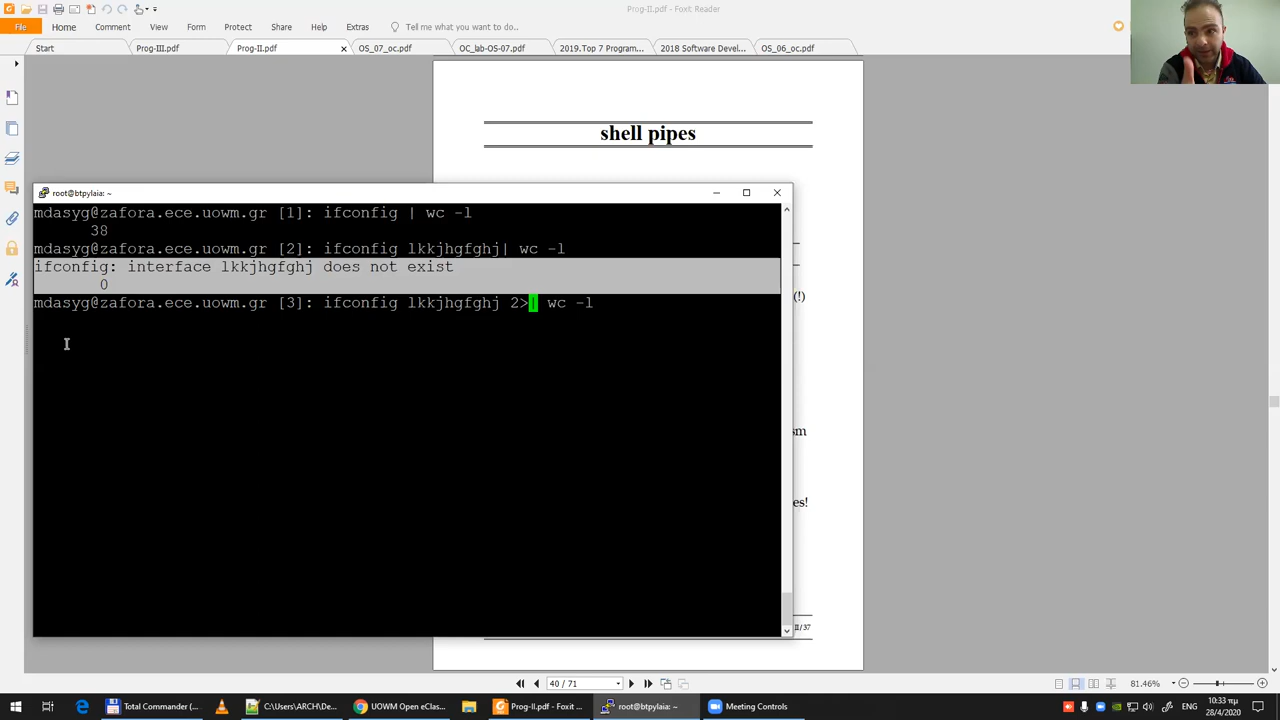 Prog-II.pdf - Foxit Reader
File Home Comment View Form Protect Share Help Extras Tell me what you want to do...
Start Prog-III.pdf Prog-II.pdf OS_07_oc.pdf OC_lab-OS-07.pdf 2019.Top 7 Program... 2018 Software Devel... OS_06_oc.pdf
shell pipes
root@btpylaia: ~
mdasyg@zafora.ece.uowm.gr [1]: ifconfig | wc -l
38
mdasyg@zafora.ece.uowm.gr [2]: ifconfig lkkjhgfghj| wc -l
ifconfig: interface lkkjhgfghj does not exist
0
mdasyg@zafora.ece.uowm.gr [3]: ifconfig lkkjhgfghj 2>| wc -l
(!)
sm
es!
II/37
40 / 71
81.46%
Total Commander (... C:\Users\ARCH\De... UOWM Open eClass... Prog-II.pdf - Foxit ... root@btpylaia: ~ Meeting Controls
ENG
10:33 πμ
28/4/2020